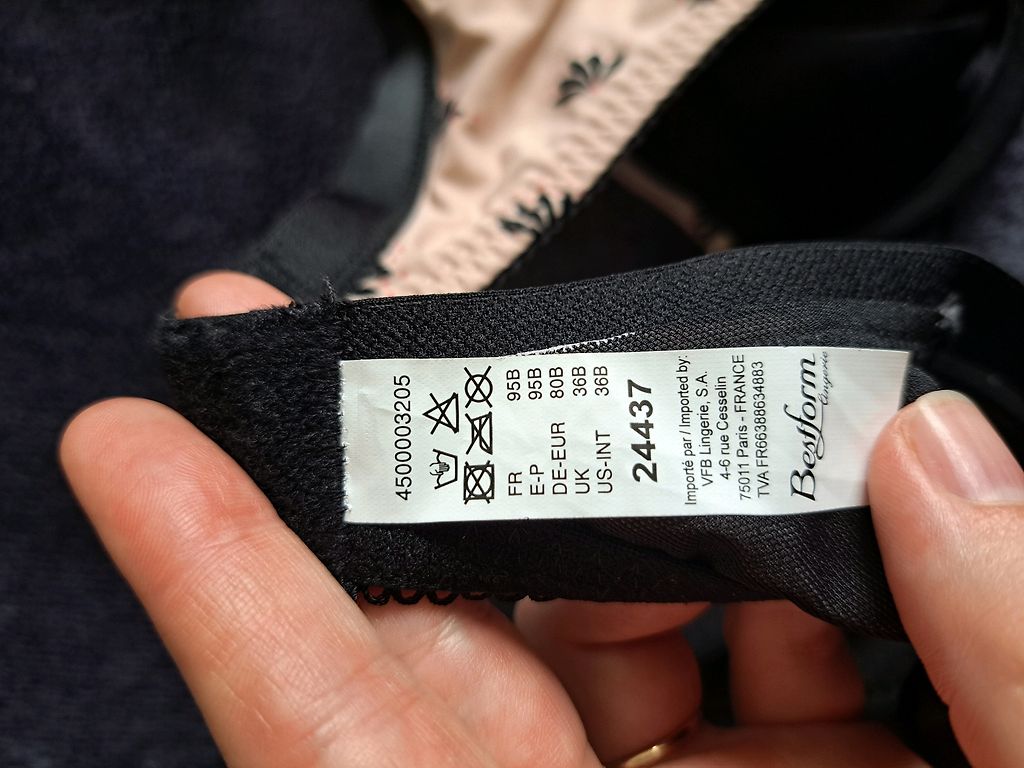 4500003205
FR 95B
E-P 95B
DE-EUR 80B
UK 36B
US-INT 36B
24437
Importé par / Imported by:
VFB Lingerie, S.A.
4-6 rue Cesselin
75011 Paris - FRANCE
TVA FR66398634883
Bestform
Lingerie